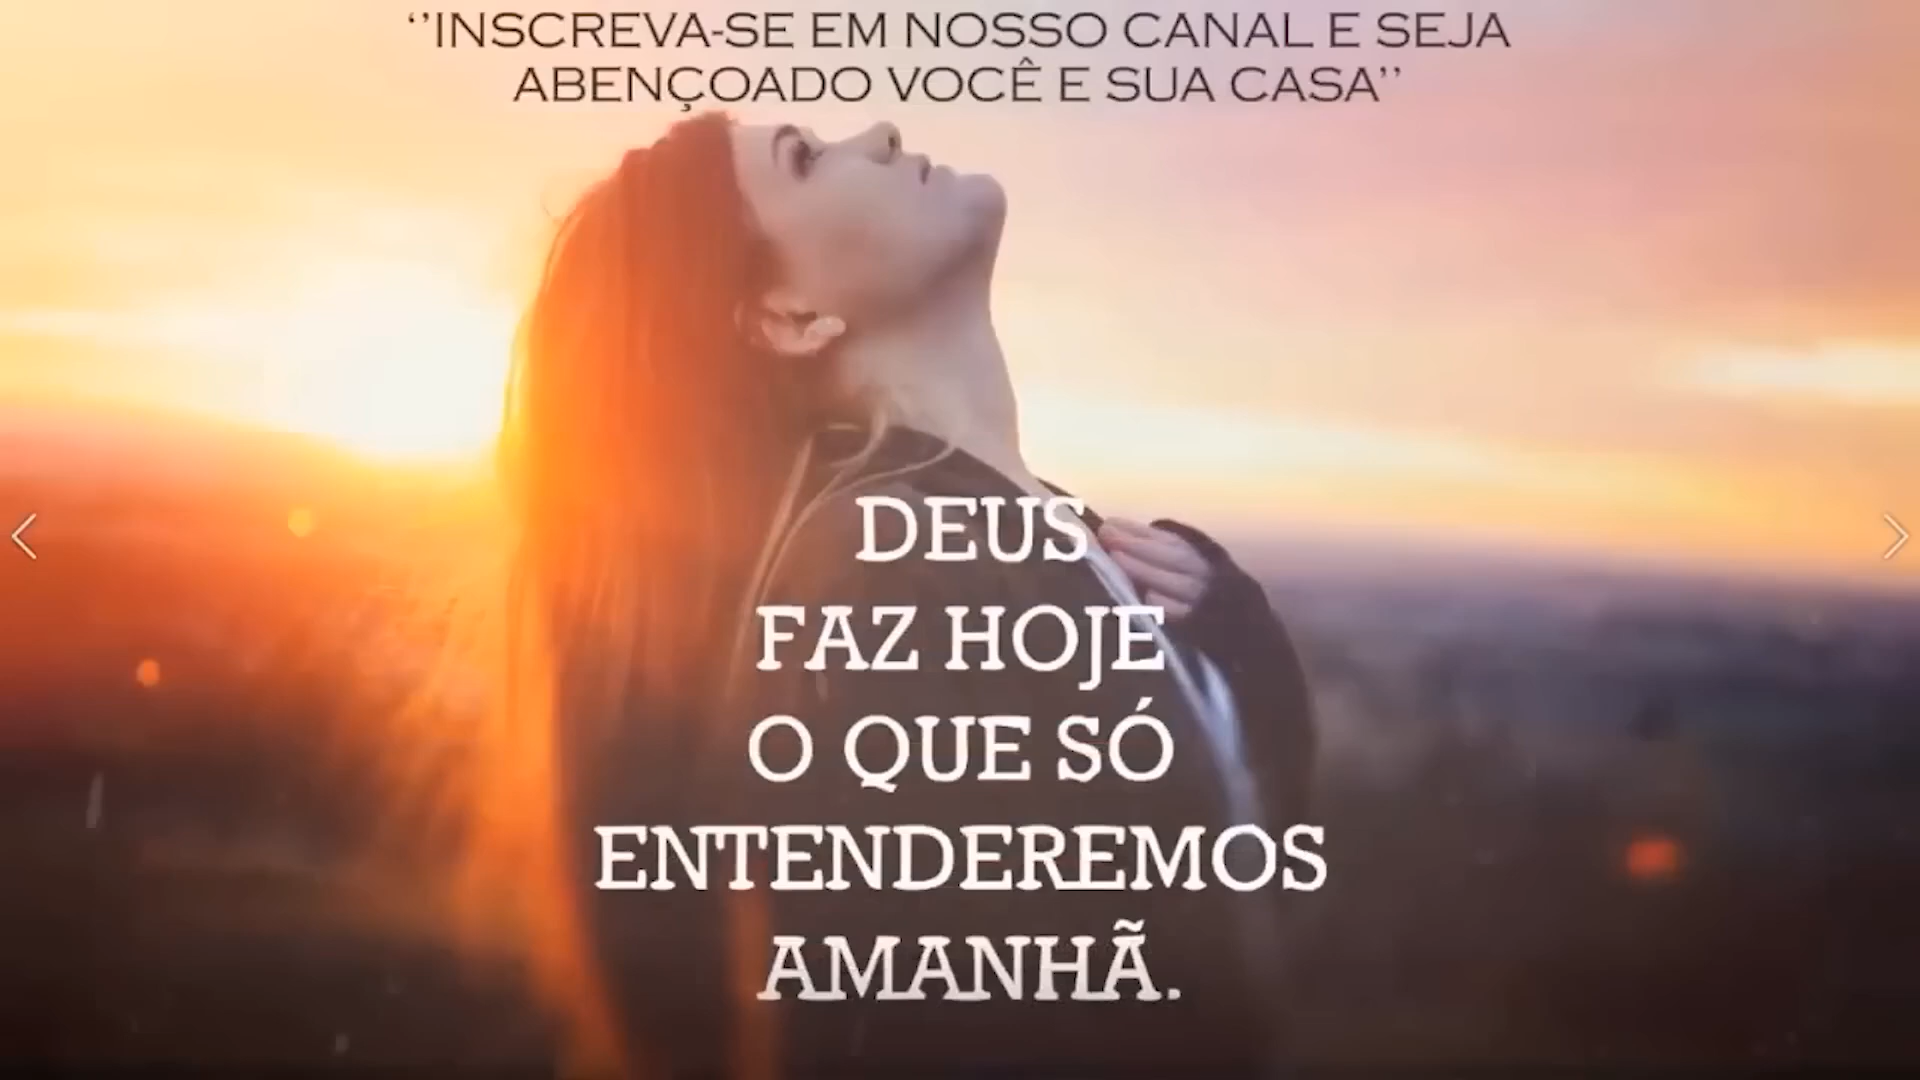 ‘’INSCREVA-SE EM NOSSO CANAL E SEJA
ABENÇOADO VOCÊ E SUA CASA’’
DEUS
FAZ HOJE
O QUE SÓ
ENTENDEREMOS
AMANHÃ.